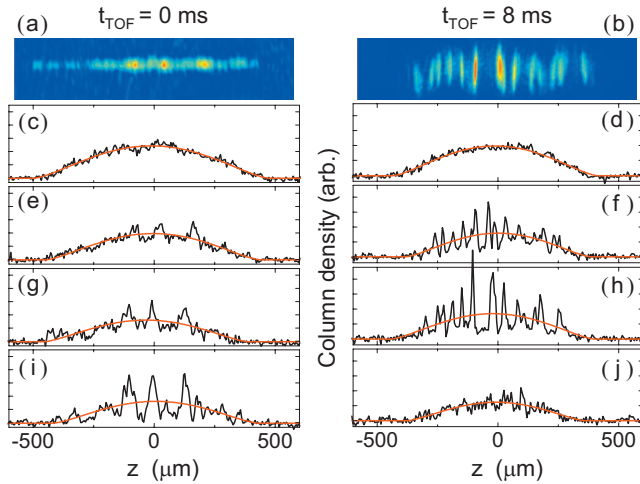 t_TOF = 0 ms
t_TOF = 8 ms
(a)
(b)
(c)
(d)
(e)
(f)
(g)
(h)
(i)
(j)
Column density (arb.)
-500
0
500
-500
0
500
z (μm)
z (μm)